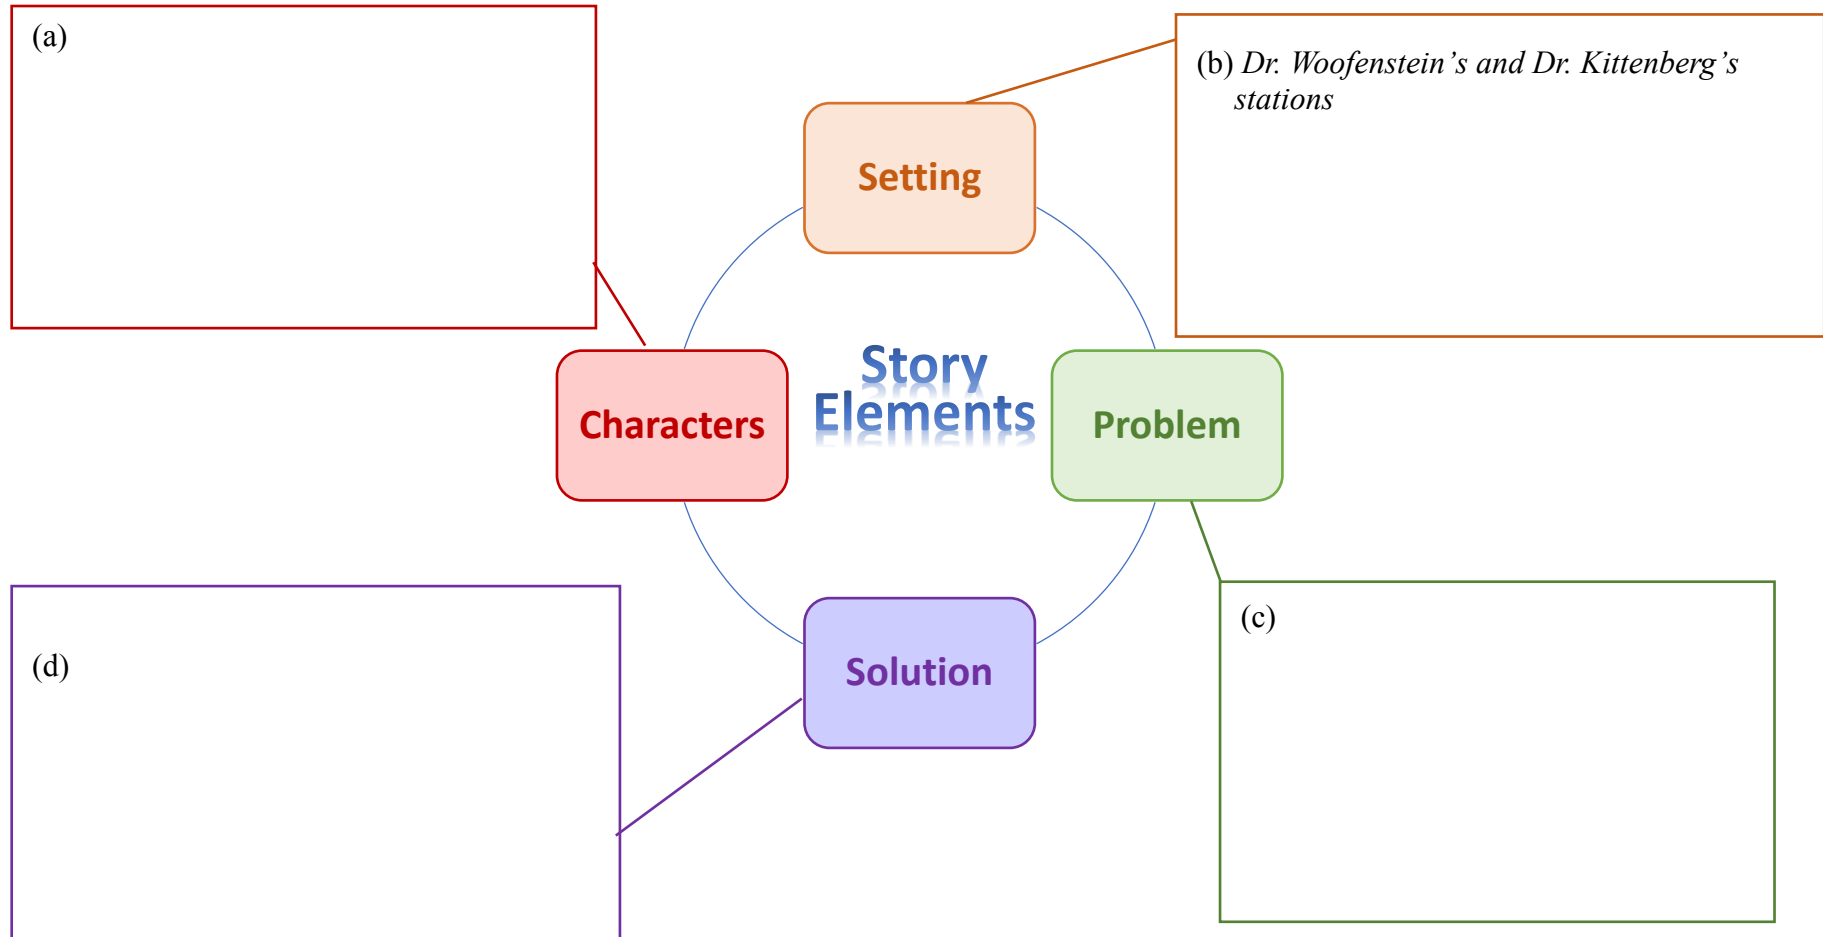 (a)
(b) Dr. Woofenstein’s and Dr. Kittenberg’s
stations
Setting
Story
Elements
Characters
Problem
Solution
(c)
(d)